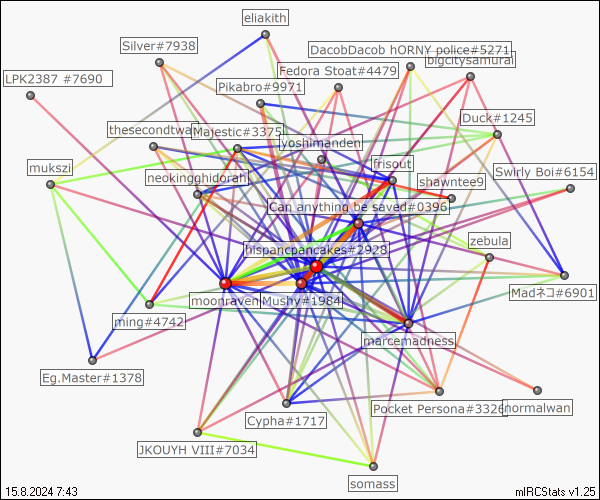 eliakith
Silver#7938
DacobDacob hORNY police#5271
bigcitysamurai
LPK2387 #7690
Fedora Stoat#4479
Pikabro#9971
Duck#1245
thesecondtwa
Majestic#3375
yoshimanden
mukszi
frisout
neokingghidorah
shawntee9
Swirly Boi#6154
Can anything be saved#0396
zebula
hispancpancakes#2928
Madネコ#6901
moonraven
Mushy#1984
ming#4742
marcemadness
Eg.Master#1378
Pocket Persona#3326
normalwan
Cypha#1717
JKOUYH VIII#7034
somass
15.8.2024 7:43
mIRCStats v1.25